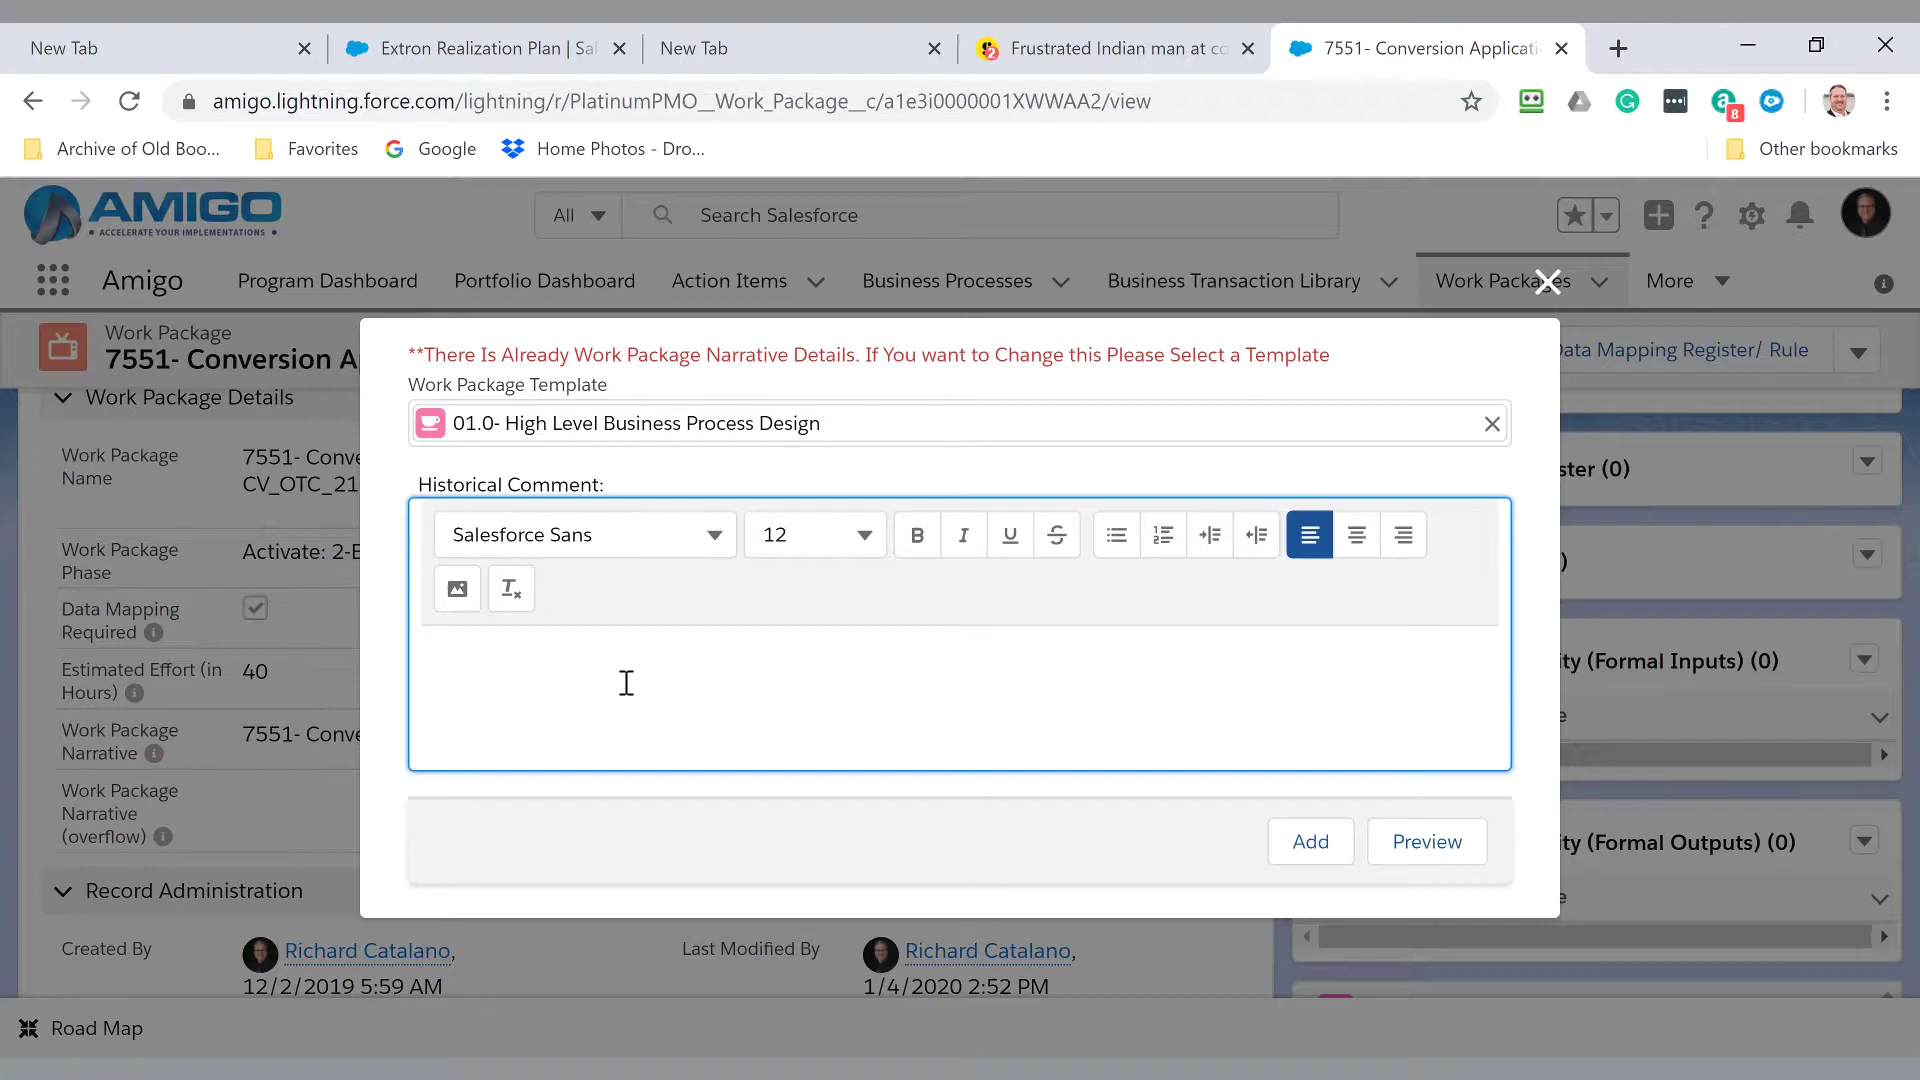 New Tab
Extron Realization Plan | Sal
New Tab
Frustrated Indian man at co
7551- Conversion Applicati
amigo.lightning.force.com/lightning/r/PlatinumPMO__Work_Package__c/a1e3i0000001XWWAA2/view
8
Archive of Old Boo...
Favorites
Google
Home Photos - Dro...
Other bookmarks
AMIGO
• ACCELERATE YOUR IMPLEMENTATIONS •
All
Search Salesforce
Amigo
Program Dashboard
Portfolio Dashboard
Action Items
Business Processes
Business Transaction Library
Work Packages
More
Work Package
7551- Conversion A
Data Mapping Register/ Rule
**There Is Already Work Package Narrative Details. If You want to Change this Please Select a Template
Work Package Template
01.0- High Level Business Process Design
Historical Comment:
Salesforce Sans
12
Add
Preview
Work Package Details
Work Package Name
7551- Conve
CV_OTC_21
Work Package Phase
Activate: 2-E
Data Mapping Required
Estimated Effort (in Hours)
40
Work Package Narrative
7551- Conve
Work Package Narrative (overflow)
Record Administration
Created By
Richard Catalano,
12/2/2019 5:59 AM
Last Modified By
Richard Catalano,
1/4/2020 2:52 PM
ster (0)
)
ty (Formal Inputs) (0)
e
ty (Formal Outputs) (0)
e
Road Map